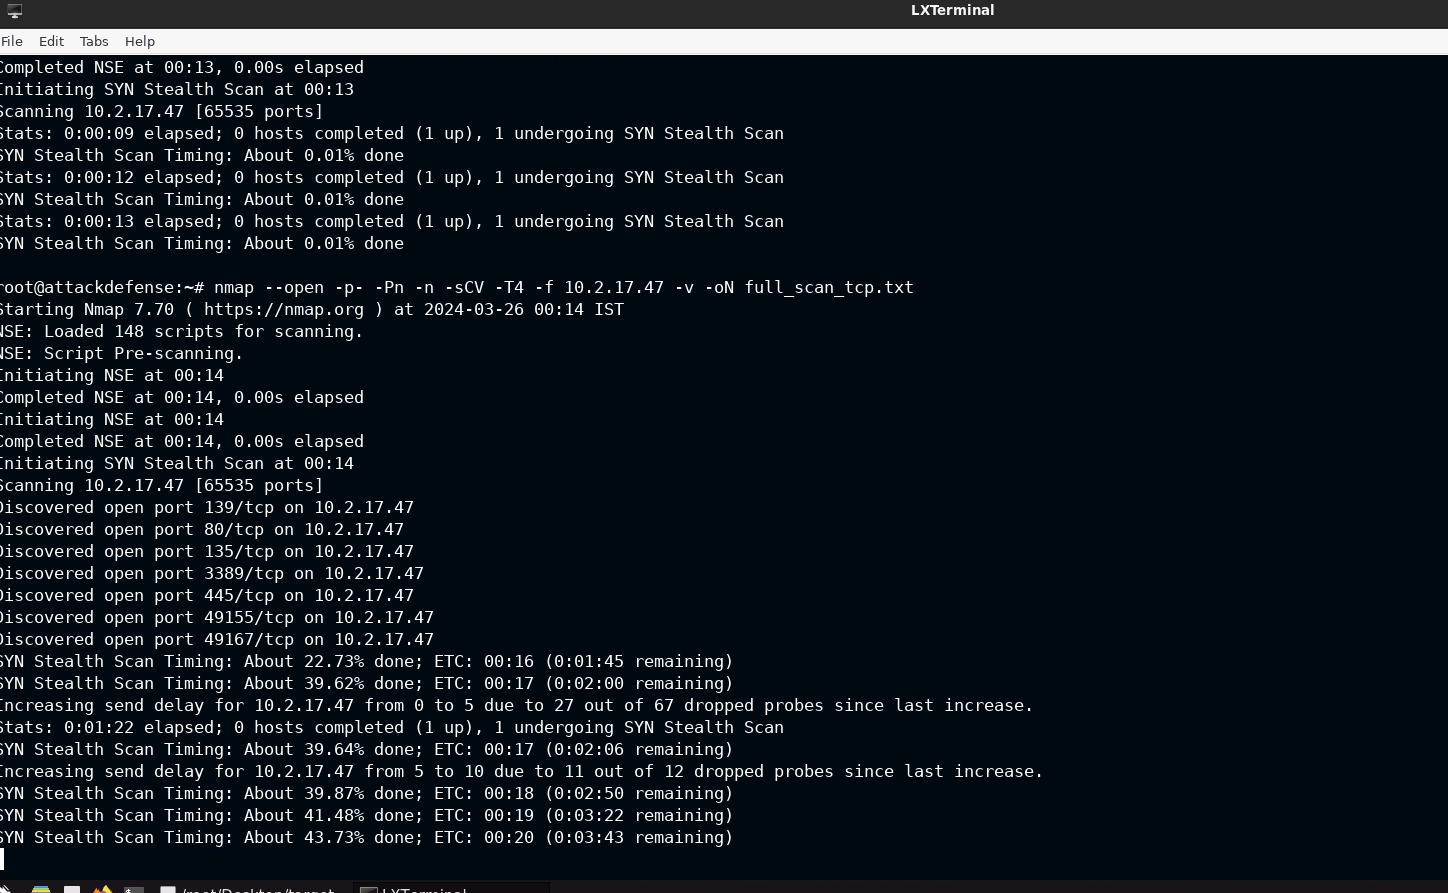 LXTerminal
File Edit Tabs Help
Completed NSE at 00:13, 0.00s elapsed
Initiating SYN Stealth Scan at 00:13
Scanning 10.2.17.47 [65535 ports]
Stats: 0:00:09 elapsed; 0 hosts completed (1 up), 1 undergoing SYN Stealth Scan
SYN Stealth Scan Timing: About 0.01% done
Stats: 0:00:12 elapsed; 0 hosts completed (1 up), 1 undergoing SYN Stealth Scan
SYN Stealth Scan Timing: About 0.01% done
Stats: 0:00:13 elapsed; 0 hosts completed (1 up), 1 undergoing SYN Stealth Scan
SYN Stealth Scan Timing: About 0.01% done
root@attackdefense:~# nmap --open -p- -Pn -n -sCV -T4 -f 10.2.17.47 -v -oN full_scan_tcp.txt
Starting Nmap 7.70 ( https://nmap.org ) at 2024-03-26 00:14 IST
NSE: Loaded 148 scripts for scanning.
NSE: Script Pre-scanning.
Initiating NSE at 00:14
Completed NSE at 00:14, 0.00s elapsed
Initiating NSE at 00:14
Completed NSE at 00:14, 0.00s elapsed
Initiating SYN Stealth Scan at 00:14
Scanning 10.2.17.47 [65535 ports]
Discovered open port 139/tcp on 10.2.17.47
Discovered open port 80/tcp on 10.2.17.47
Discovered open port 135/tcp on 10.2.17.47
Discovered open port 3389/tcp on 10.2.17.47
Discovered open port 445/tcp on 10.2.17.47
Discovered open port 49155/tcp on 10.2.17.47
Discovered open port 49167/tcp on 10.2.17.47
SYN Stealth Scan Timing: About 22.73% done; ETC: 00:16 (0:01:45 remaining)
SYN Stealth Scan Timing: About 39.62% done; ETC: 00:17 (0:02:00 remaining)
Increasing send delay for 10.2.17.47 from 0 to 5 due to 27 out of 67 dropped probes since last increase.
Stats: 0:01:22 elapsed; 0 hosts completed (1 up), 1 undergoing SYN Stealth Scan
SYN Stealth Scan Timing: About 39.64% done; ETC: 00:17 (0:02:06 remaining)
Increasing send delay for 10.2.17.47 from 5 to 10 due to 11 out of 12 dropped probes since last increase.
SYN Stealth Scan Timing: About 39.87% done; ETC: 00:18 (0:02:50 remaining)
SYN Stealth Scan Timing: About 41.48% done; ETC: 00:19 (0:03:22 remaining)
SYN Stealth Scan Timing: About 43.73% done; ETC: 00:20 (0:03:43 remaining)
/root/Desktop/target LXTerminal